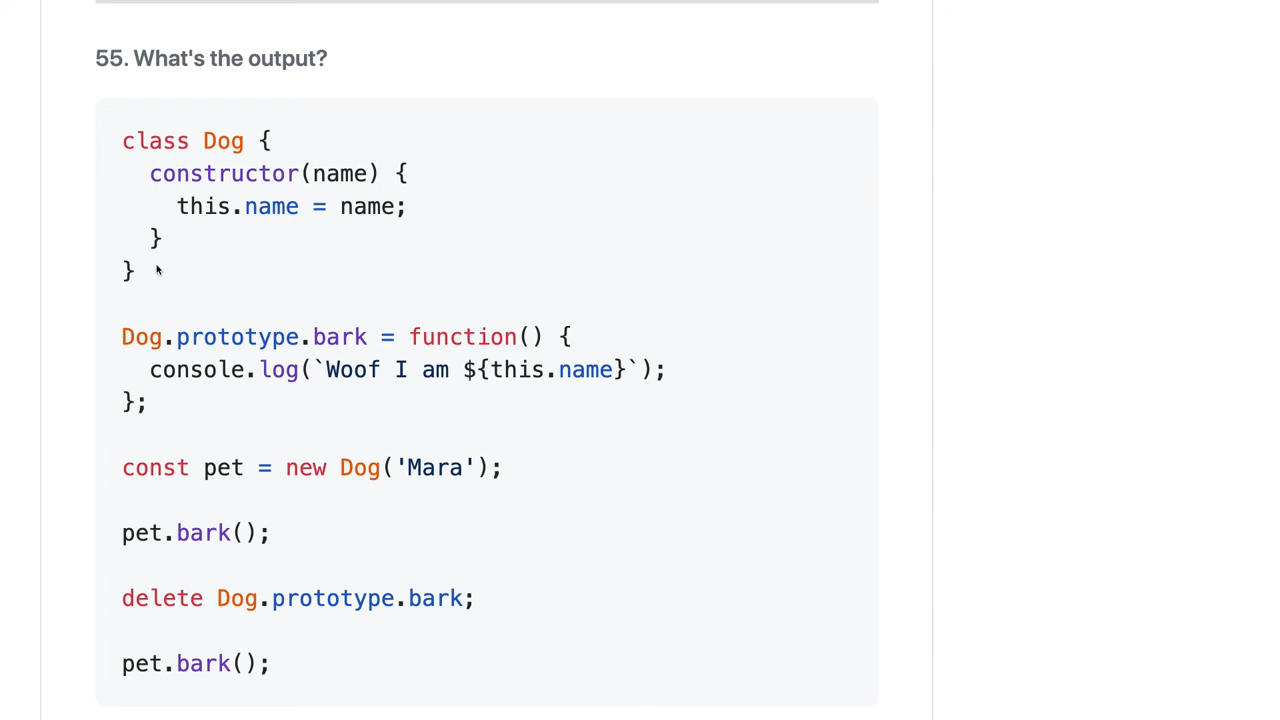 55. What's the output?
class Dog {
  constructor(name) {
    this.name = name;
  }
}
Dog.prototype.bark = function() {
  console.log(`Woof I am ${this.name}`);
};
const pet = new Dog('Mara');
pet.bark();
delete Dog.prototype.bark;
pet.bark();